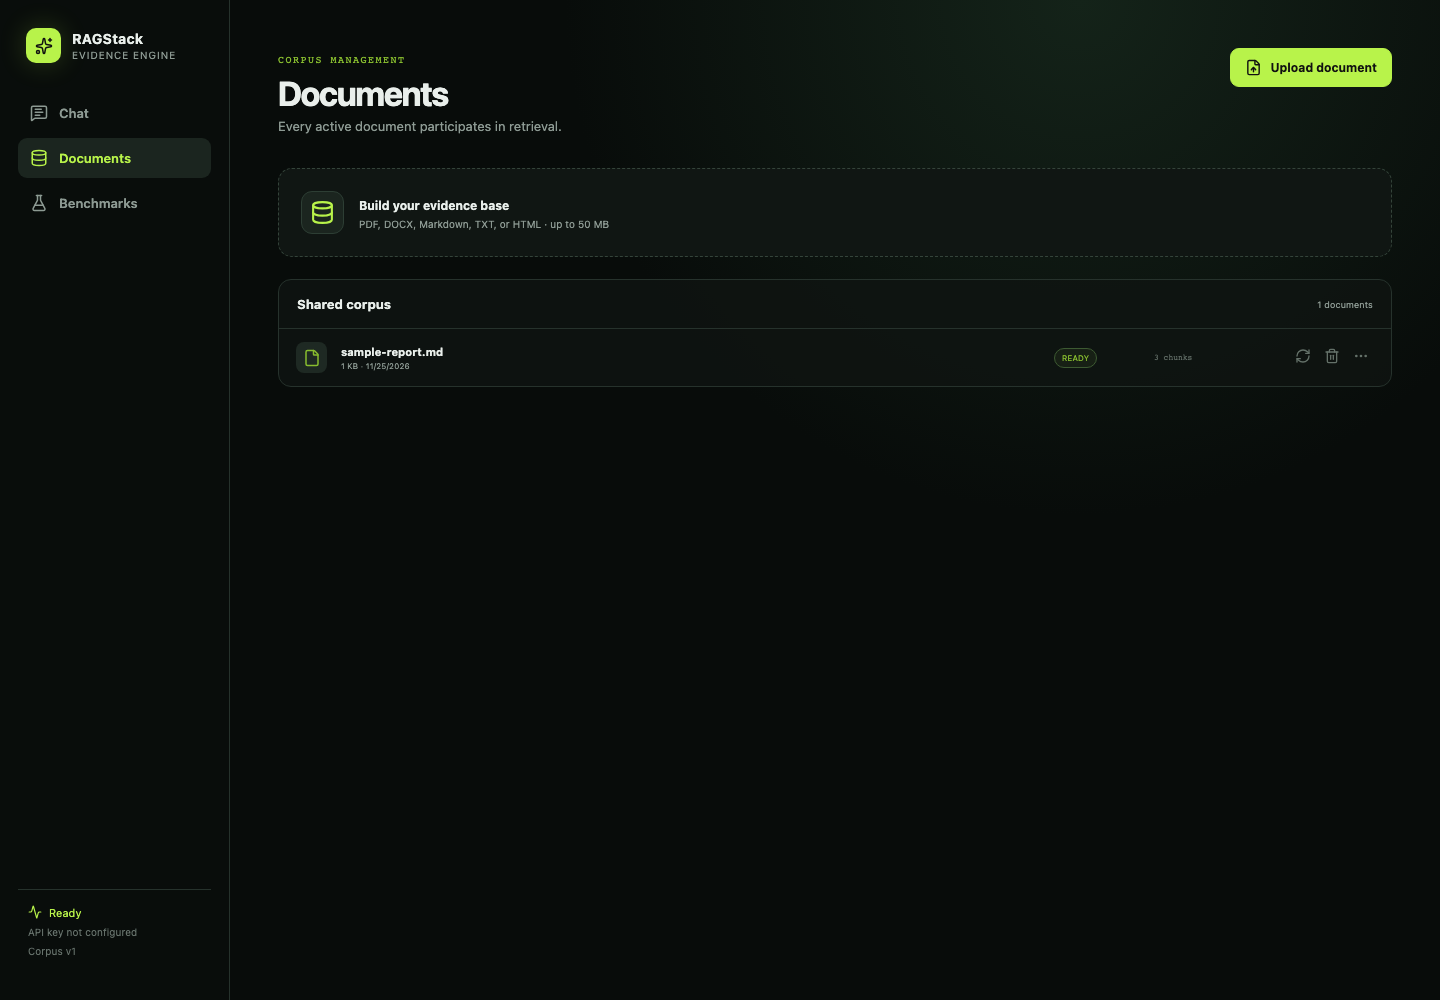 RAGStack
EVIDENCE ENGINE
Chat
Documents
Benchmarks
Ready
API key not configured
Corpus v1
CORPUS MANAGEMENT
Documents
Every active document participates in retrieval.
Upload document
Build your evidence base
PDF, DOCX, Markdown, TXT, or HTML · up to 50 MB
Shared corpus
1 documents
sample-report.md
1 KB · 11/25/2026
READY
3 chunks